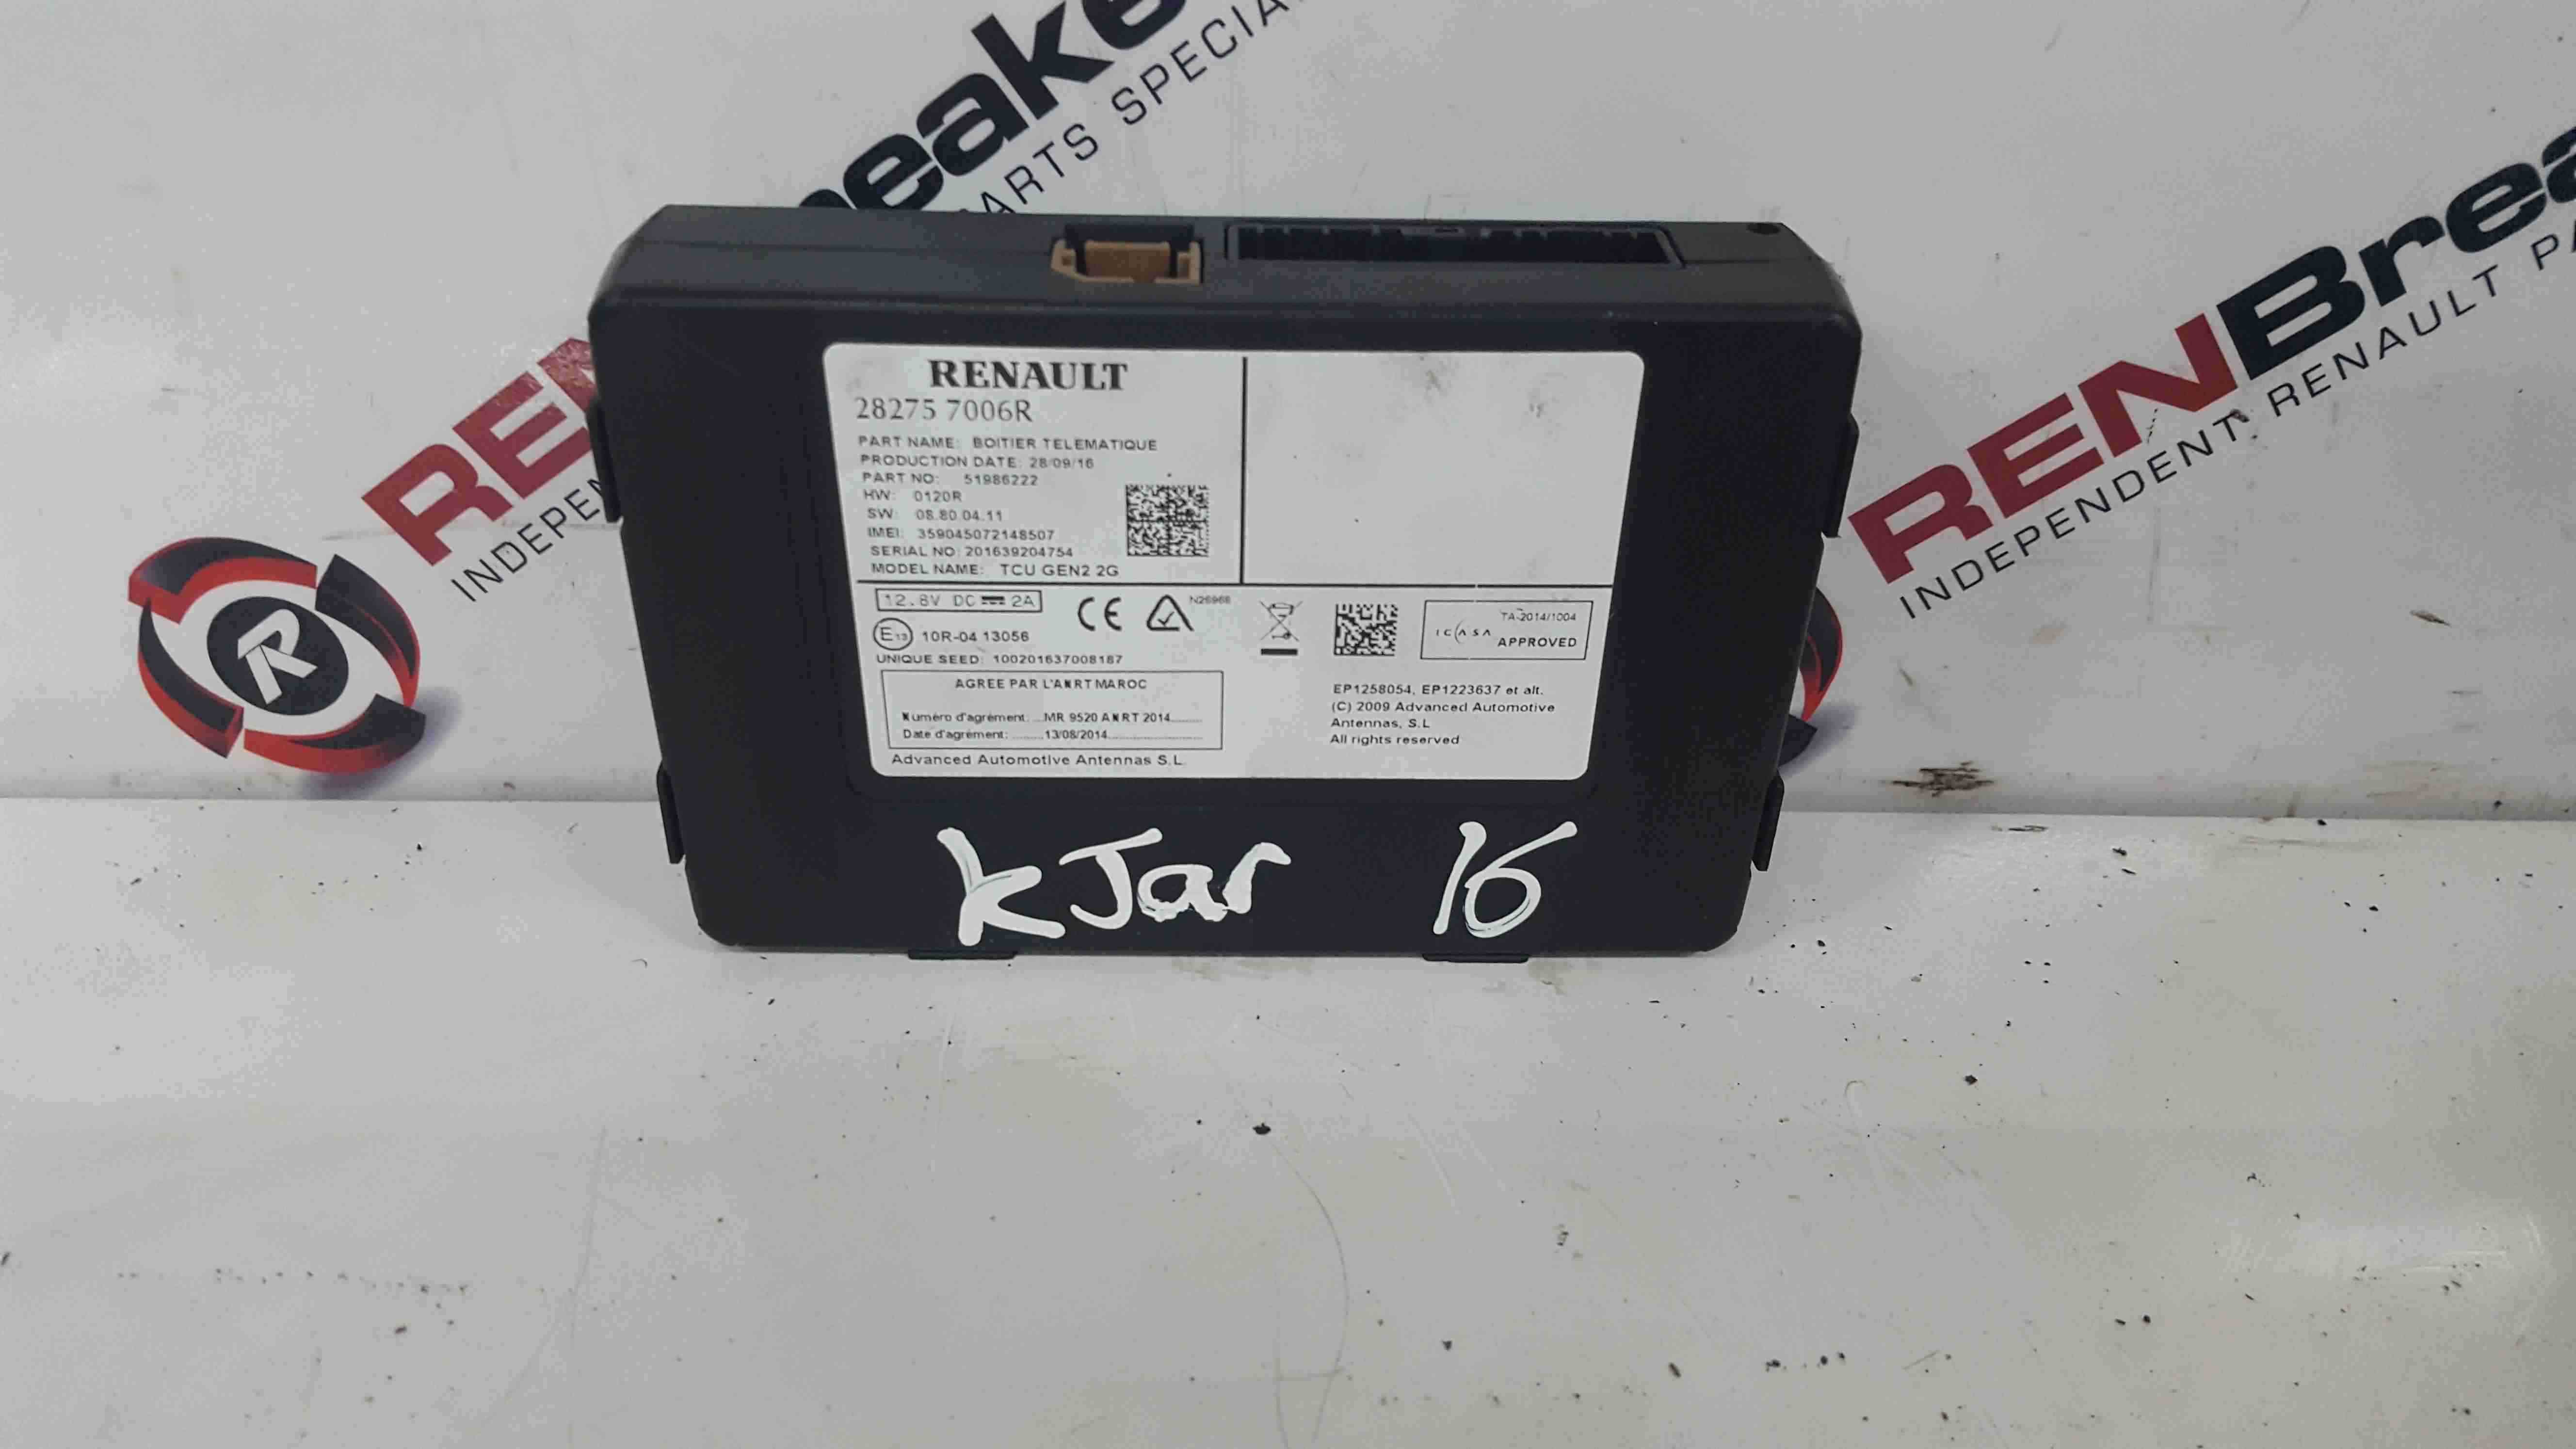 reake
ARTS SPECIA
REN
INDEPEN
RENBrea
INDEPENDENT RENAULT PA
R
RENAULT
28275 7006R
PART NAME: BOITIER TELEMATIQUE
PRODUCTION DATE: 28/09/16
PART NO: 51986222
HW: 0120R
SW: 08.80.04.11
IMEI: 359045072148507
SERIAL NO: 201639204754
MODEL NAME: TCU GEN2 2G
12.8V DC 2A
CE
N26968
E13 10R-04 13056
UNIQUE SEED: 100201637008187
AGREE PAR L'ANRT MAROC
Numéro d'agrément: ...MR 9520 ANRT 2014.........
Date d'agrément: .........13/08/2014.........................
Advanced Automotive Antennas S.L.
TA-2014/1004
ICASA APPROVED
EP1258054, EP1223637 et alt.
(C) 2009 Advanced Automotive
Antennas, S.L
All rights reserved
kJar 16